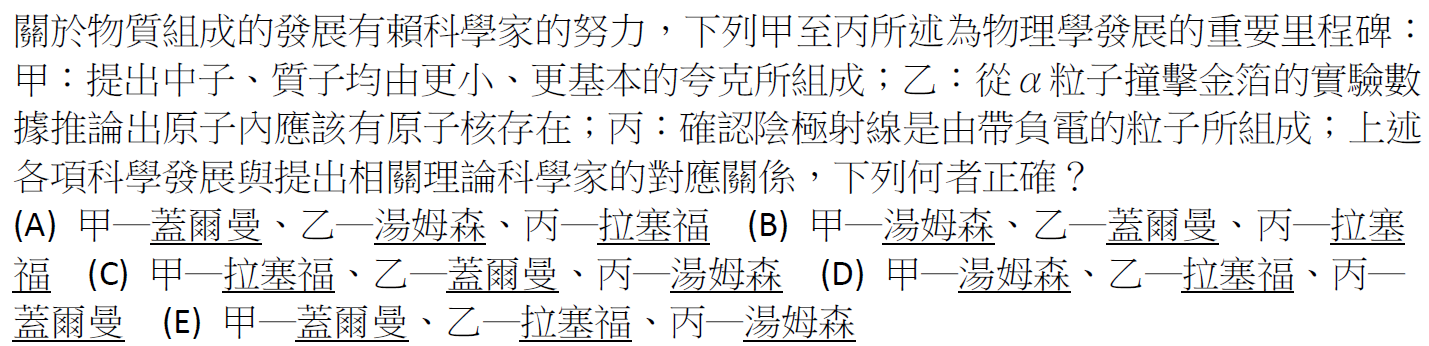 關於物質組成的發展有賴科學家的努力，下列甲至丙所述為物理學發展的重要里程碑：
甲：提出中子、質子均由更小、更基本的夸克所組成；乙：從α粒子撞擊金箔的實驗數
據推論出原子內應該有原子核存在；丙：確認陰極射線是由帶負電的粒子所組成；上述
各項科學發展與提出相關理論科學家的對應關係，下列何者正確？
(A) 甲—蓋爾曼、乙—湯姆森、丙—拉塞福 (B) 甲—湯姆森、乙—蓋爾曼、丙—拉塞
福 (C) 甲—拉塞福、乙—蓋爾曼、丙—湯姆森 (D) 甲—湯姆森、乙—拉塞福、丙—
蓋爾曼 (E) 甲—蓋爾曼、乙—拉塞福、丙—湯姆森